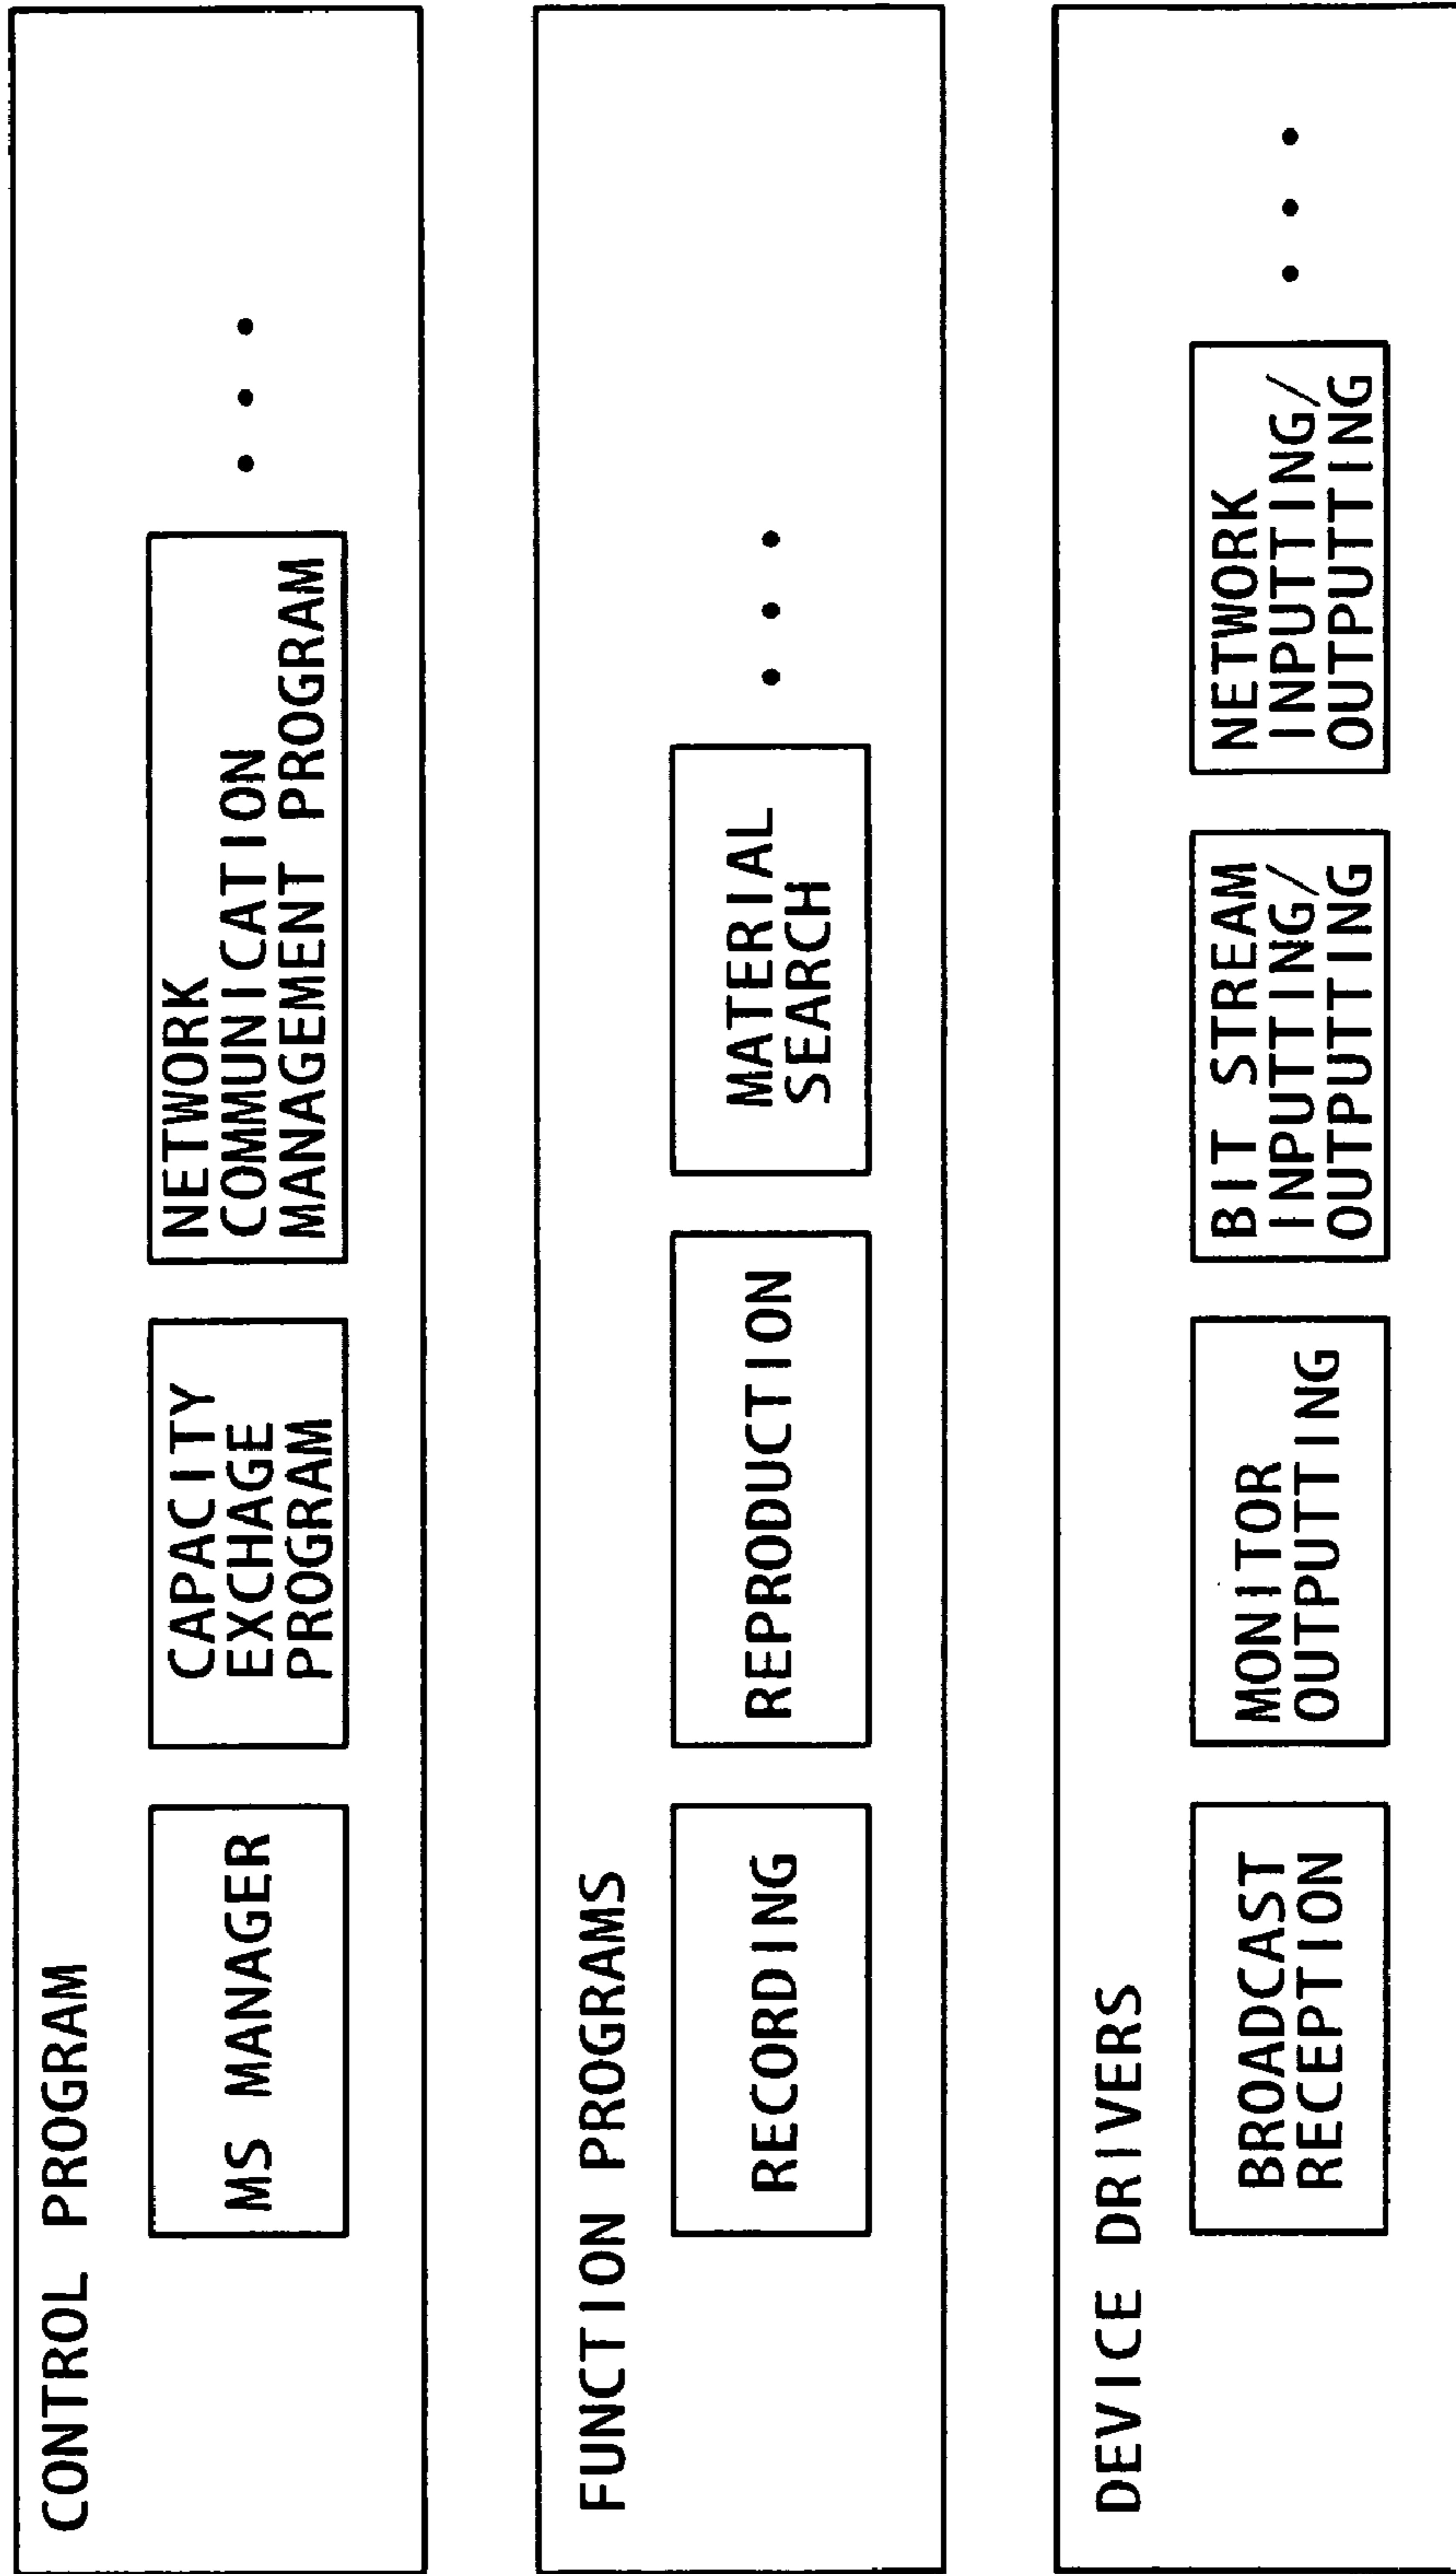 CONTROL PROGRAM
MS MANAGER
CAPACITY
EXCHAGE
PROGRAM
NETWORK
COMMUNICATION
MANAGEMENT PROGRAM
• • •
FUNCTION PROGRAMS
RECORDING
REPRODUCTION
MATERIAL
SEARCH
• • •
DEVICE DRIVERS
BROADCAST
RECEPTION
MONITOR
OUTPUTTING
BIT STREAM
INPUTTING/
OUTPUTTING
NETWORK
INPUTTING/
OUTPUTTING
• • •